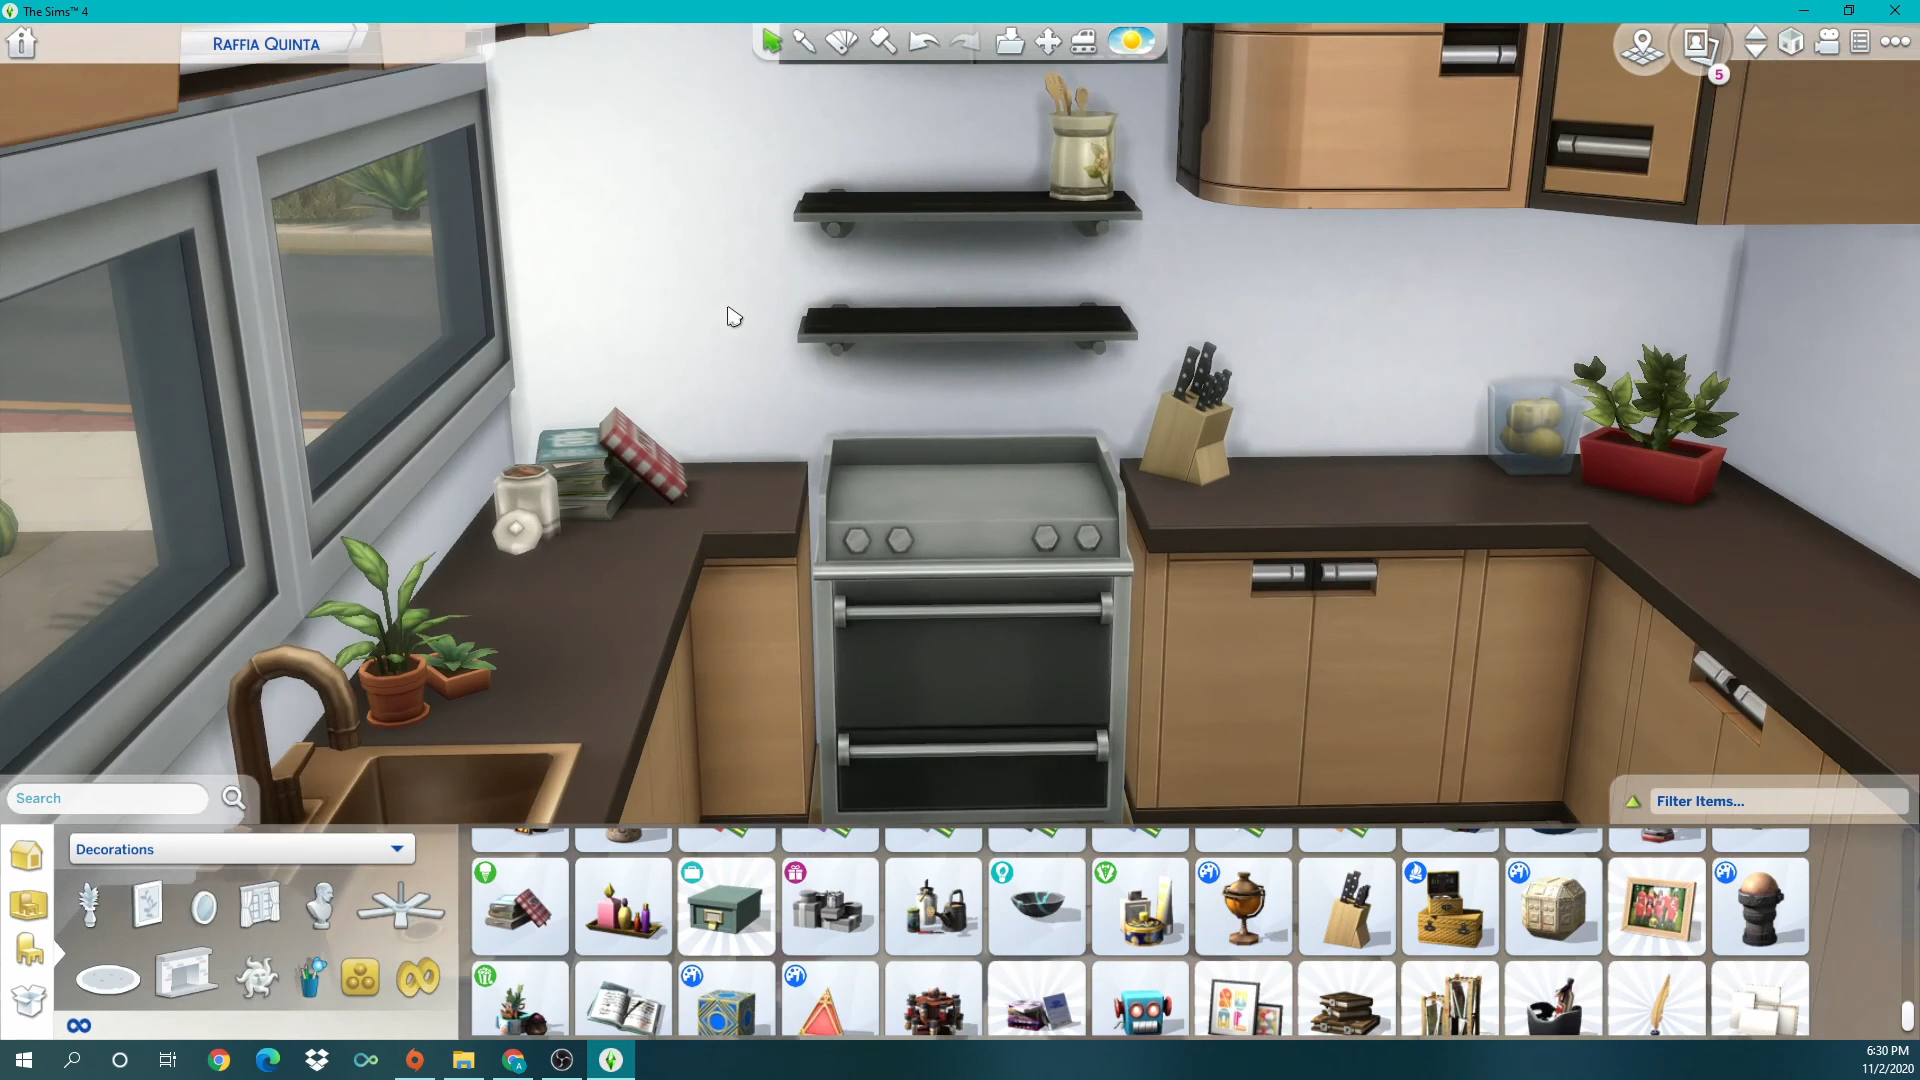 The Sims™ 4
RAFFIA QUINTA
5
Search
Filter Items...
Decorations
6:30 PM
11/2/2020